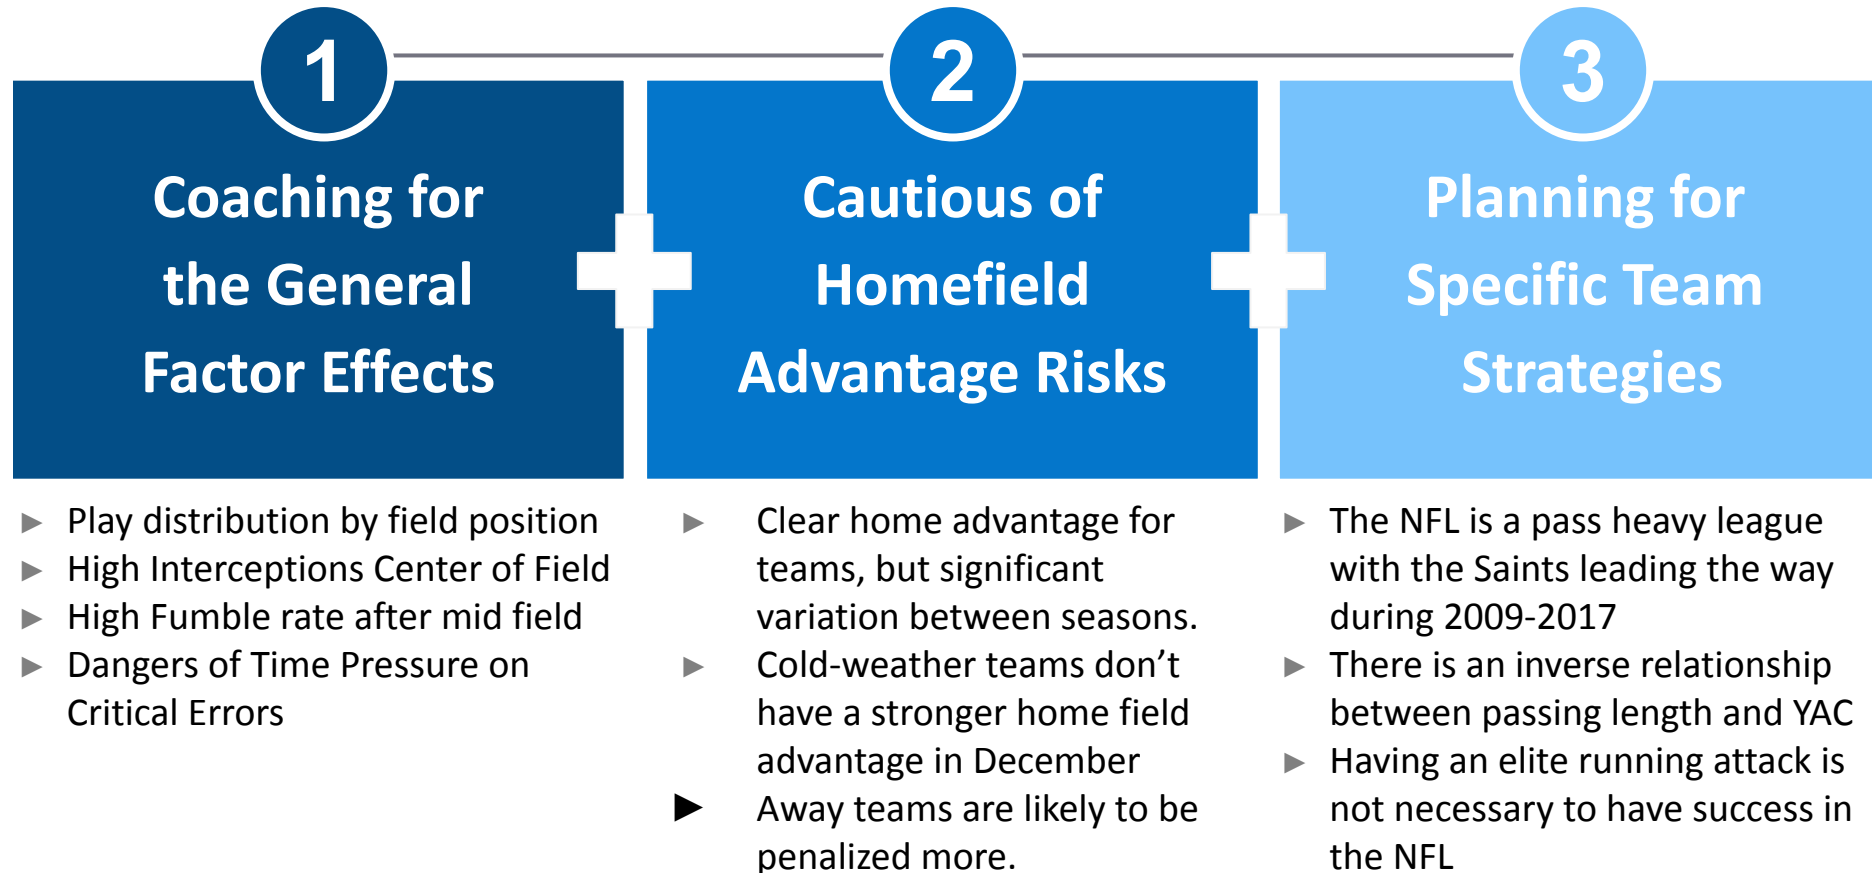 1
Coaching for
the General
Factor Effects
► Play distribution by field position
► High Interceptions Center of Field
► High Fumble rate after mid field
► Dangers of Time Pressure on
Critical Errors
2
Cautious of
Homefield
Advantage Risks
► Clear home advantage for
teams, but significant
variation between seasons.
► Cold-weather teams don’t
have a stronger home field
advantage in December
► Away teams are likely to be
penalized more.
3
Planning for
Specific Team
Strategies
► The NFL is a pass heavy league
with the Saints leading the way
during 2009-2017
► There is an inverse relationship
between passing length and YAC
► Having an elite running attack is
not necessary to have success in
the NFL